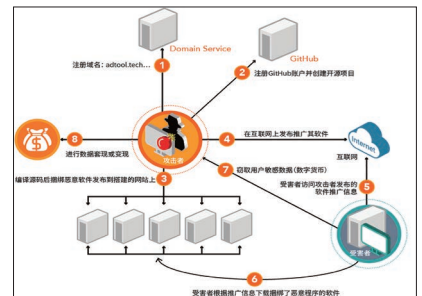 Domain Service
GitHub
注册域名：adtool.tech...
1
2
注册GitHub账户并创建开源项目
8
进行数据套现或变现
攻击者
4
在互联网上发布推广其软件
Internet
互联网
编译源码后捆绑恶意软件发布到搭建的网站上
3
7
窃取用户敏感数据(数字货币)
受害者访问攻击者发布的
软件推广信息
5
受害者
6
受害者根据推广信息下载捆绑了恶意程序的软件